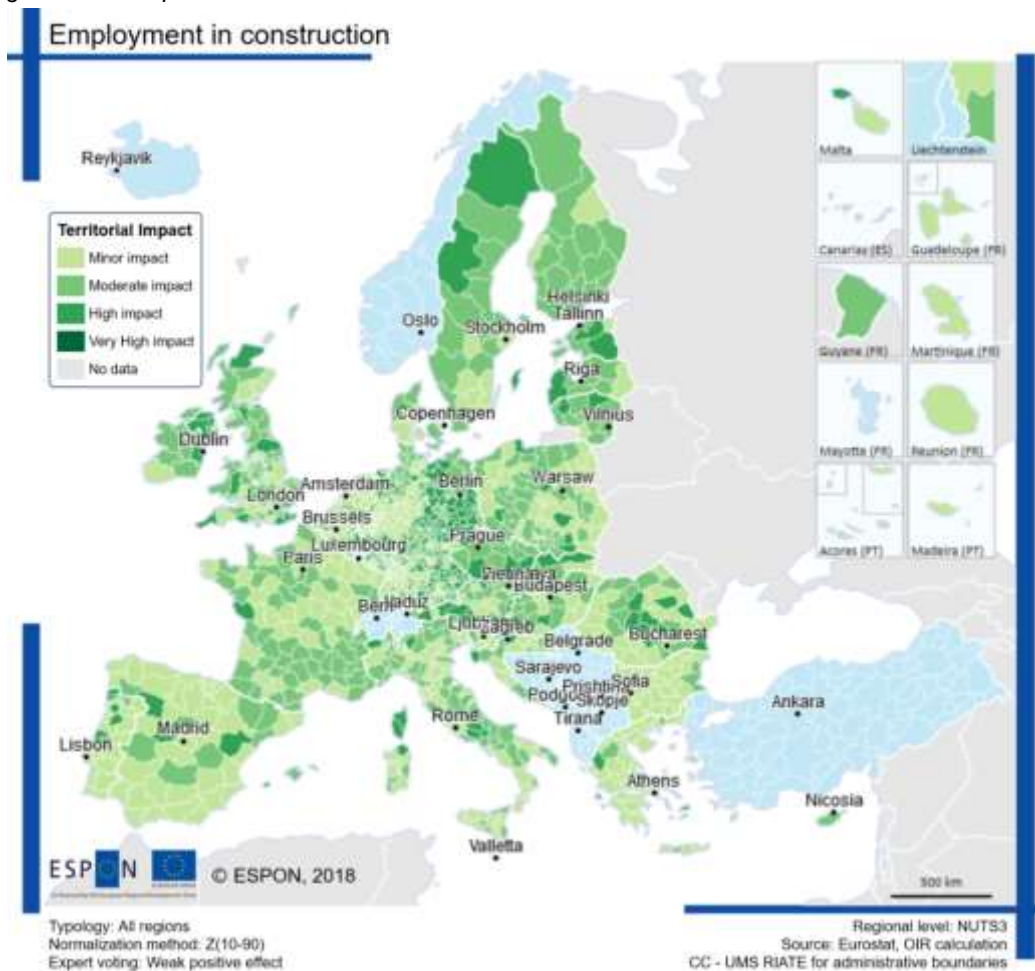 Employment in construction
Reykjavik
Territorial Impact
Minor impact
Moderate impact
High impact
Very High impact
No data
Malta
Liechtenstein
Canarias (ES)
Guadeloupe (FR)
Guyane (FR)
Martinique (FR)
Mayotte (FR)
Reunion (FR)
Acores (PT)
Madeira (PT)
Oslo
Helsinki
Tallinn
Stockholm
Riga
Copenhagen
Vilnius
Dublin
Amsterdam
Berlin
Warsaw
London
Brussels
Prague
Luxembourg
Paris
Budapest
Bern
Vaduz
Ljubljana
Zagreb
Bucharest
Belgrade
Sarajevo
Prishtina
Sofia
Skopje
Tirana
Ankara
Madrid
Rome
Lisbon
Athens
Nicosia
Valletta
ESPON
© ESPON, 2018
500 km
Typology: All regions
Normalization method: Z(10-90)
Expert voting: Weak positive effect
Regional level: NUTS3
Source: Eurostat, OIR calculation
CC - UMS RIATE for administrative boundaries